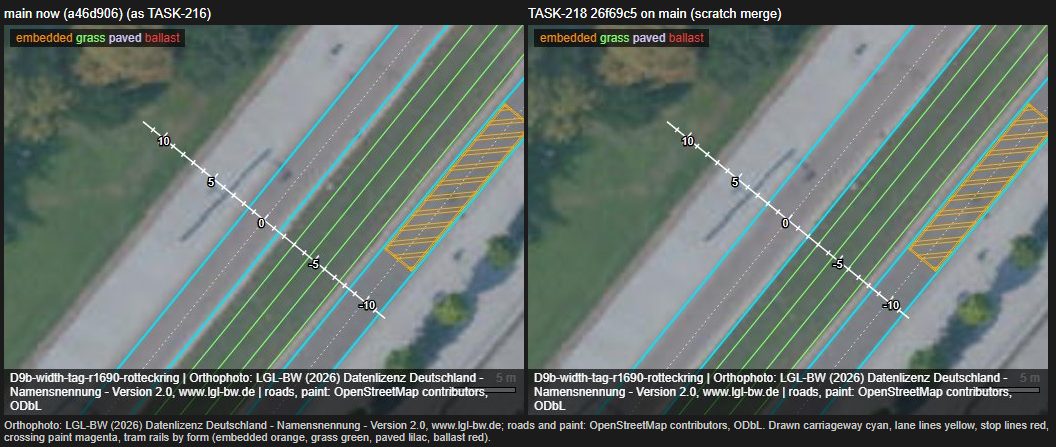 main now (a46d906) (as TASK-216)
embedded grass paved ballast
10
5
0
-5
-10
5 m
D9b-width-tag-r1690-rotteckring | Orthophoto: LGL-BW (2026) Datenlizenz Deutschland -
Namensnennung - Version 2.0, www.lgl-bw.de | roads, paint: OpenStreetMap contributors,
ODbL
TASK-218 26f69c5 on main (scratch merge)
embedded grass paved ballast
10
5
0
-5
-10
5 m
D9b-width-tag-r1690-rotteckring | Orthophoto: LGL-BW (2026) Datenlizenz Deutschland -
Namensnennung - Version 2.0, www.lgl-bw.de | roads, paint: OpenStreetMap contributors,
ODbL
Orthophoto: LGL-BW (2026) Datenlizenz Deutschland - Namensnennung - Version 2.0, www.lgl-bw.de; roads and paint: OpenStreetMap contributors, ODbL. Drawn carriageway cyan, lane lines yellow, stop lines red,
crossing paint magenta, tram rails by form (embedded orange, grass green, paved lilac, ballast red).